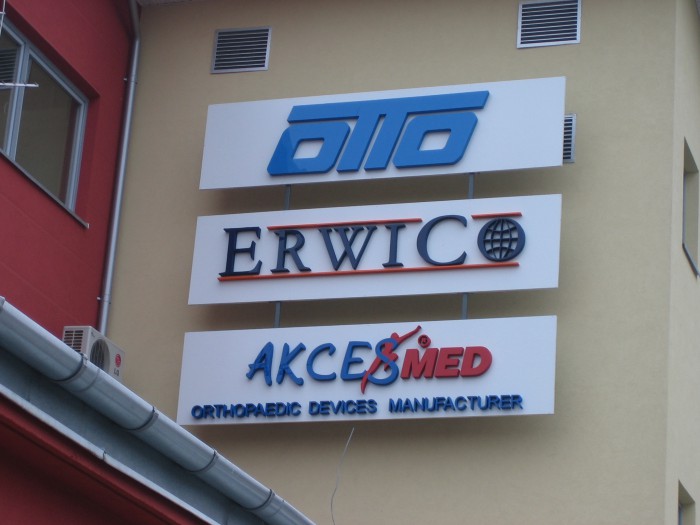 OTTO
ERWICO
AKCESMED
ORTHOPAEDIC DEVICES MANUFACTURER